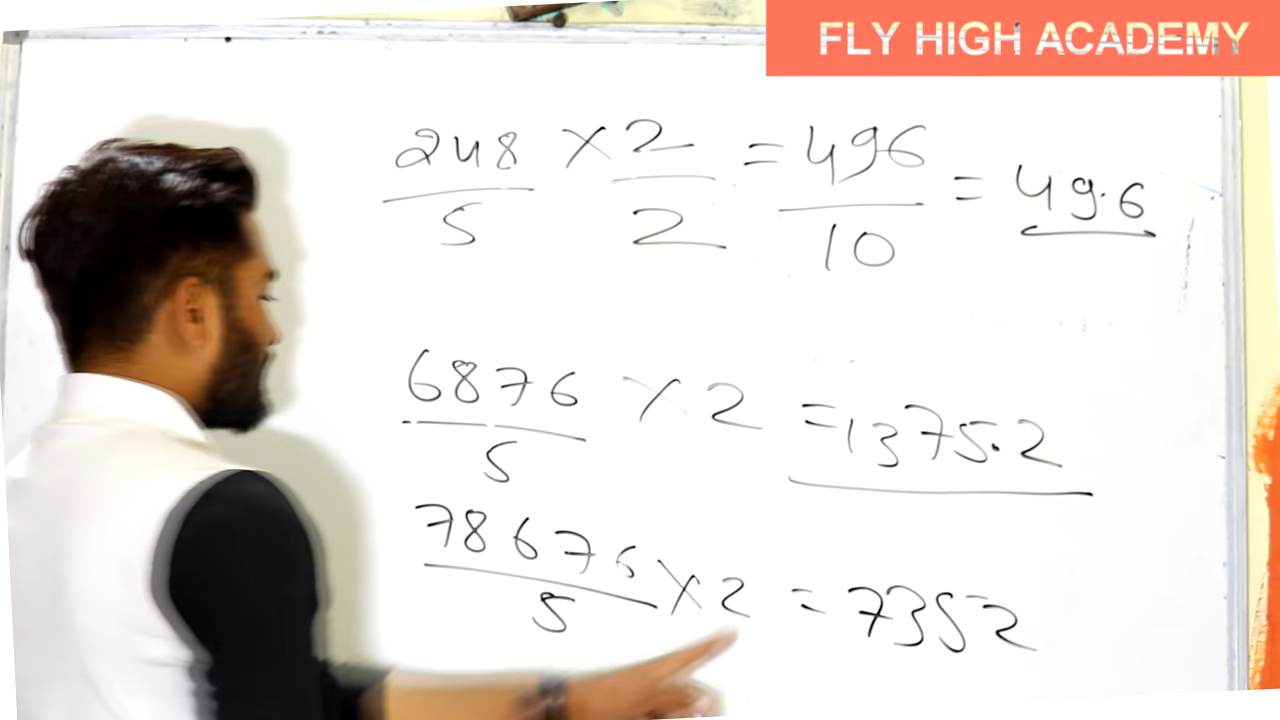 FLY HIGH ACADEMY
248/5 × 2/2 = 496/10 = 49.6
6876/5 × 2 = 1375.2
78676/5 × 2 = 7352